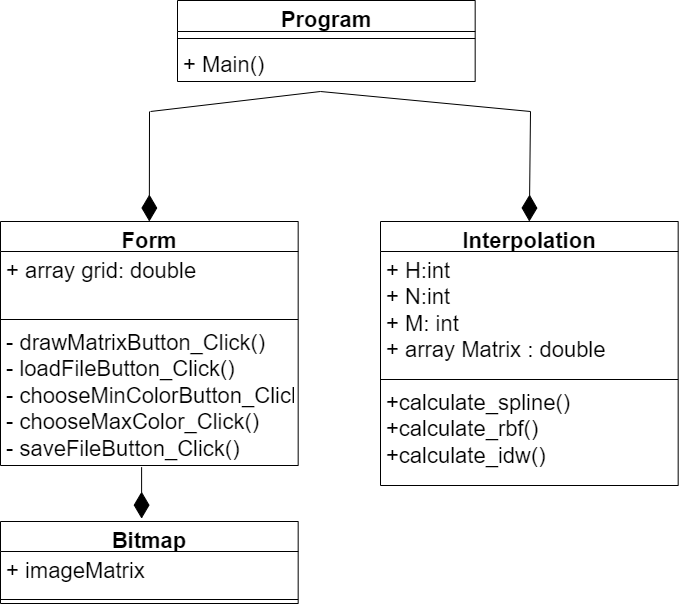 Program
+ Main()
Form
+ array grid: double
- drawMatrixButton_Click()
- loadFileButton_Click()
- chooseMinColorButton_Clicl
- chooseMaxColor_Click()
- saveFileButton_Click()
Interpolation
+ H:int
+ N:int
+ M: int
+ array Matrix : double
+calculate_spline()
+calculate_rbf()
+calculate_idw()
Bitmap
+ imageMatrix